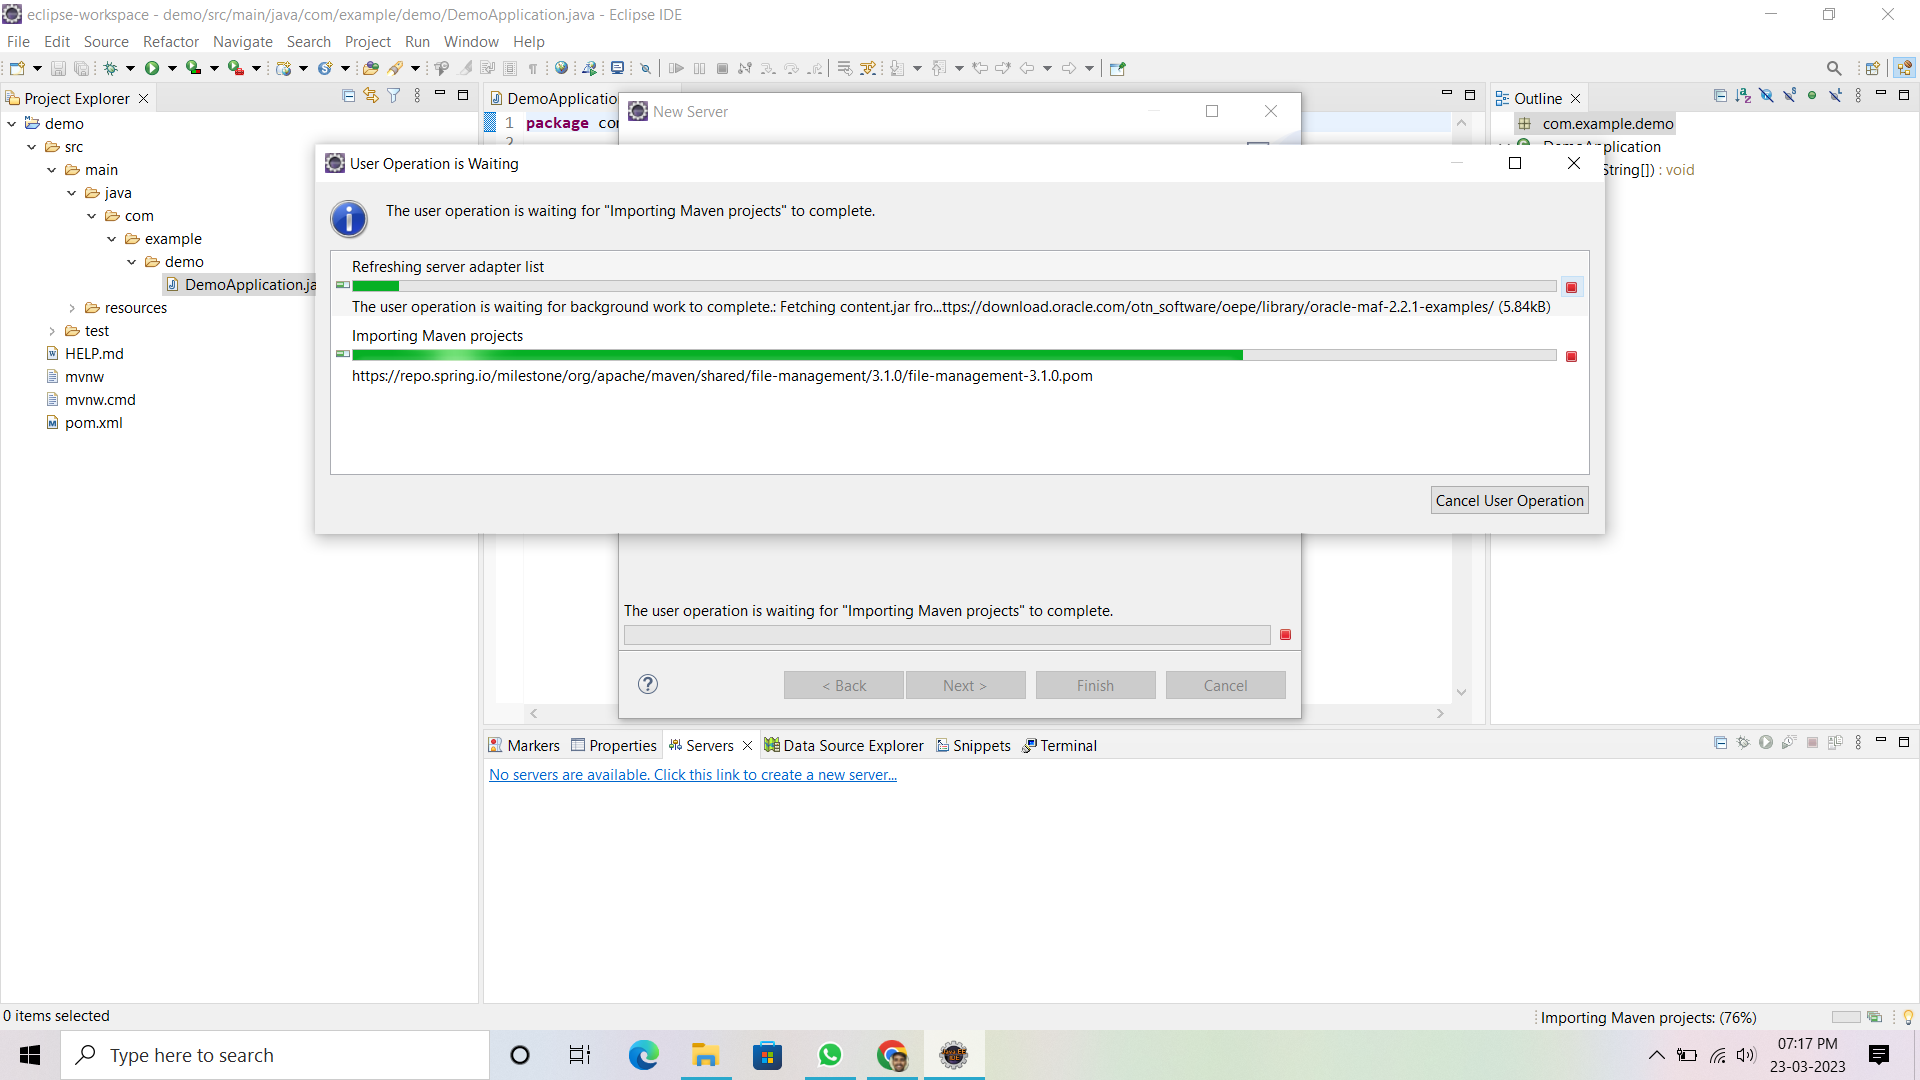 eclipse-workspace - demo/src/main/java/com/example/demo/DemoApplication.java - Eclipse IDE
File Edit Source Refactor Navigate Search Project Run Window Help
Project Explorer
demo
src
main
java
com
example
demo
DemoApplication.ja
resources
test
HELP.md
mvnw
mvnw.cmd
pom.xml
DemoApplicatio
1 package co
2
New Server
User Operation is Waiting
The user operation is waiting for "Importing Maven projects" to complete.
Refreshing server adapter list
The user operation is waiting for background work to complete.: Fetching content.jar fro...ttps://download.oracle.com/otn_software/oepe/library/oracle-maf-2.2.1-examples/ (5.84kB)
Importing Maven projects
https://repo.spring.io/milestone/org/apache/maven/shared/file-management/3.1.0/file-management-3.1.0.pom
Cancel User Operation
The user operation is waiting for "Importing Maven projects" to complete.
< Back Next > Finish Cancel
Outline
com.example.demo
DemoApplication
String[]) : void
Markers Properties Servers Data Source Explorer Snippets Terminal
No servers are available. Click this link to create a new server...
0 items selected
Importing Maven projects: (76%)
Type here to search
07:17 PM
23-03-2023